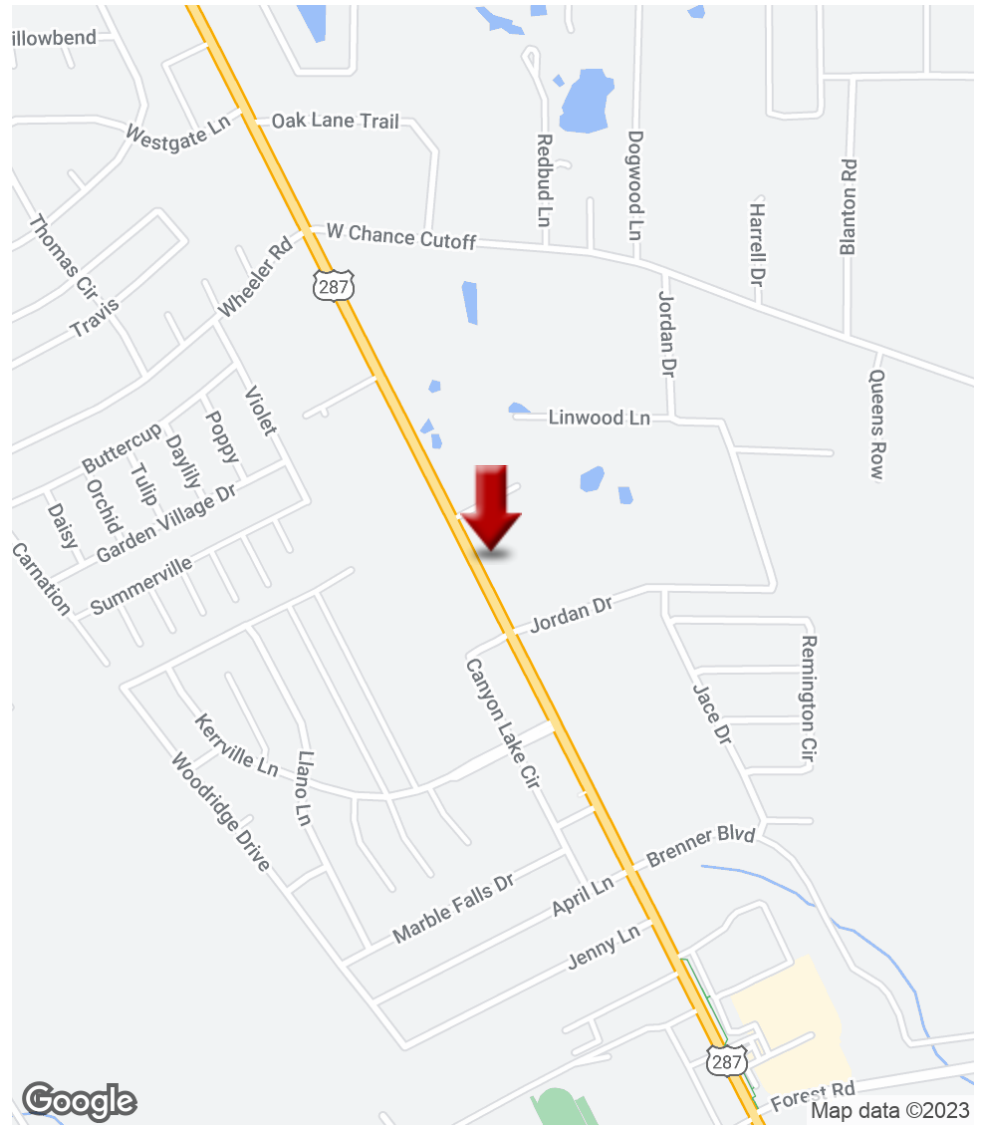 illowbend
Westgate Ln
Oak Lane Trail
Redbud Ln
Dogwood Ln
Blanton Rd
Harrell Dr
Thomas Cir
Travis
Wheeler Rd
W Chance Cutoff
287
Jordan Dr
Queens Row
Linwood Ln
Violet
Poppy
Buttercup
Daylily
Tulip
Orchid
Daisy
Garden Village Dr
Summerville
Carnation
Jordan Dr
Canyon Lake Cir
Remington Cir
Jace Dr
Kerrville Ln
Llano Ln
Woodridge Drive
Brenner Blvd
Marble Falls Dr
April Ln
Jenny Ln
287
Forest Rd
Google
Map data ©2023